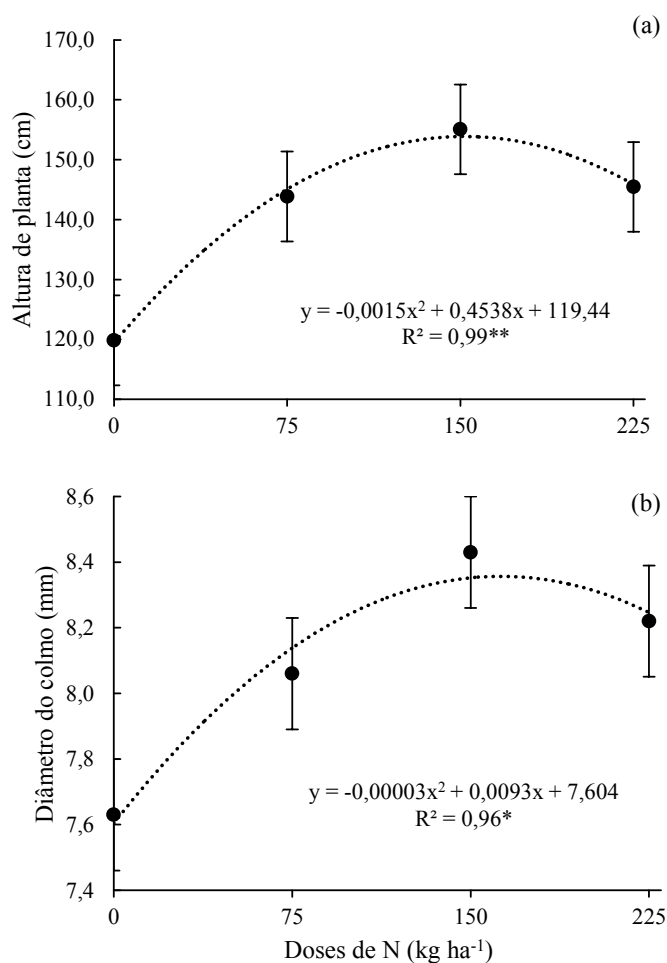 (a)
170,0
160,0
150,0
140,0
130,0
120,0
110,0
Altura de planta (cm)
y = -0,0015x² + 0,4538x + 119,44
R² = 0,99**
0 75 150 225
(b)
8,6
8,4
8,2
8,0
7,8
7,6
7,4
Diâmetro do colmo (mm)
y = -0,00003x² + 0,0093x + 7,604
R² = 0,96*
0 75 150 225
Doses de N (kg ha⁻¹)